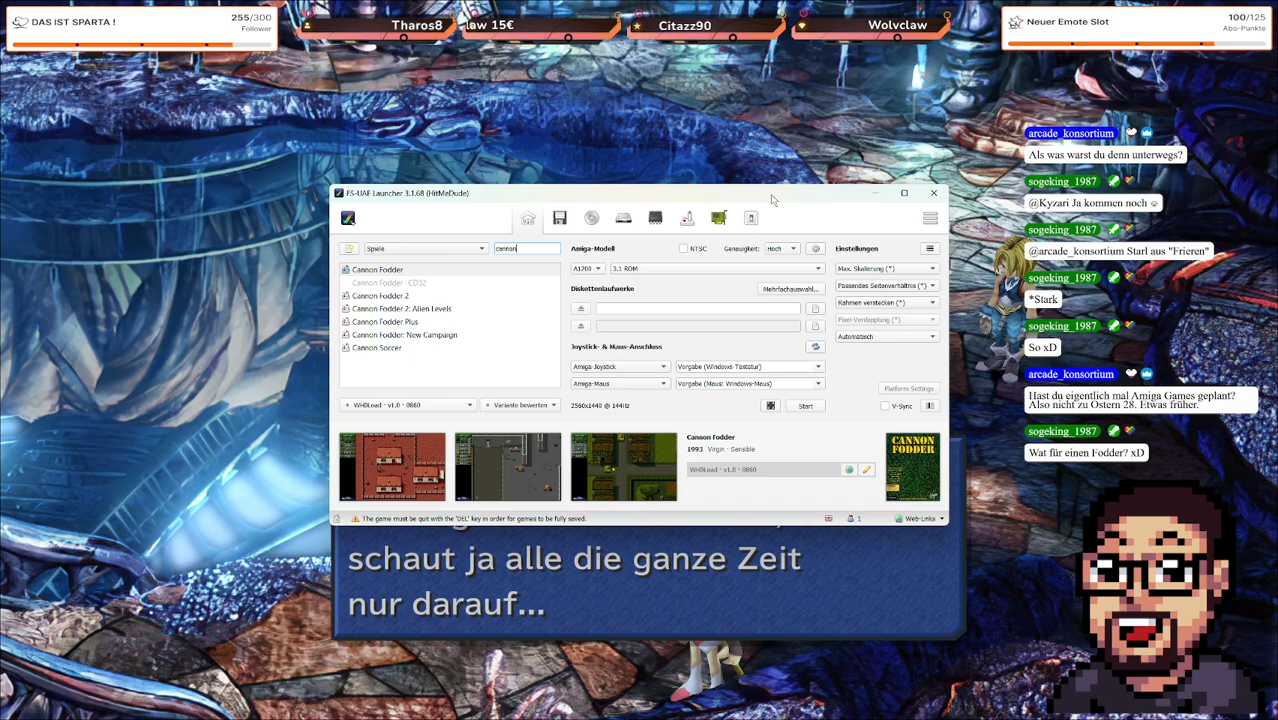 DAS IST SPARTA !
255/300
Follower
Tharos8
law 15€
Citazz90
Wolvclaw
Neuer Emote Slot
100/125
Abo-Punkte
arcade_konsortium
Als was warst du denn unterwegs?
sogeking_1987
@Kyzari Ja kommen noch
sogeking_1987
@arcade_konsortium Starl aus "Frieren"
sogeking_1987
*Stark
sogeking_1987
So xD
arcade_konsortium
Hast du eigentlich mal Amiga Games geplant?
Also nicht zu Ostern 28. Etwas früher.
sogeking_1987
Wat für einen Fodder? xD
FS-UAE Launcher 3.1.68 (HitMeDude)
Spiele
cannon
Cannon Fodder
Cannon Fodder · CD32
Cannon Fodder 2
Cannon Fodder 2: Alien Levels
Cannon Fodder Plus
Cannon Fodder: New Campaign
Cannon Soccer
WHDLoad · v1.0 · 0860
Variante bewerten
Amiga-Modell
NTSC
Genauigkeit:
Hoch
A1200
3.1 ROM
Diskettenlaufwerke
Mehrfachauswahl...
Joystick- & Maus-Anschluss
Amiga-Joystick
Vorgabe (Windows-Tastatur)
Amiga-Maus
Vorgabe (Maus: Windows-Maus)
2560x1440 @ 144Hz
Start
Einstellungen
Max. Skalierung (*)
Passendes Seitenverhältnis (*)
Rahmen verstecken (*)
Pixel-Verdopplung (*)
Automatisch
Platform Settings
V-Sync
Cannon Fodder
1993 Virgin · Sensible
WHDLoad · v1.0 · 0860
CANNON
FODDER
The game must be quit with the 'DEL' key in order for games to be fully saved.
1
Web-Links
schaut ja alle die ganze Zeit
nur darauf...